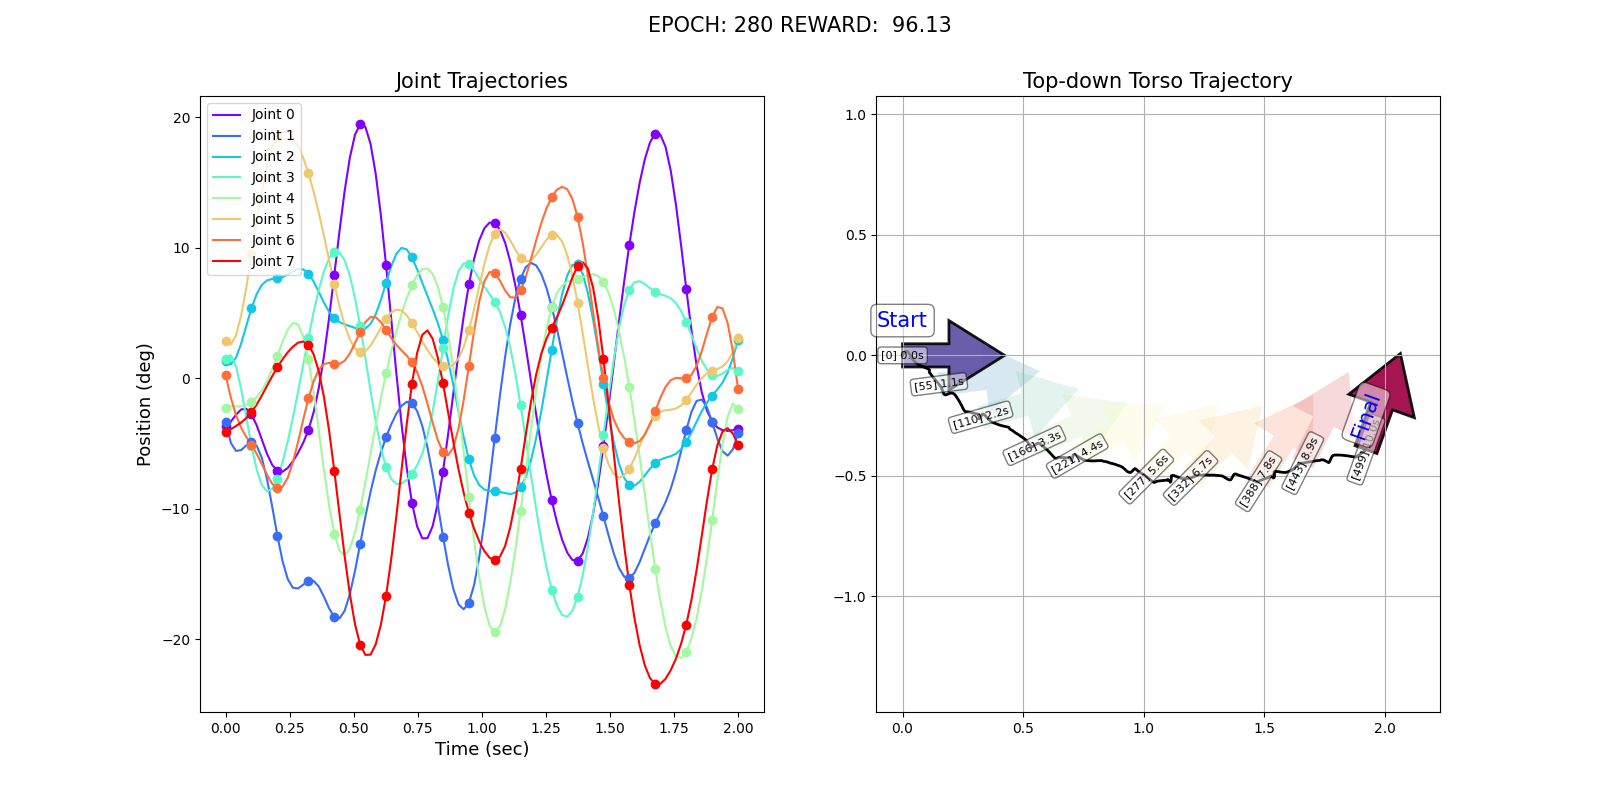 EPOCH: 280 REWARD:  96.13
Joint Trajectories
Joint 0
Joint 1
Joint 2
Joint 3
Joint 4
Joint 5
Joint 6
Joint 7
20
10
0
−10
−20
Position (deg)
0.00 0.25 0.50 0.75 1.00 1.25 1.50 1.75 2.00
Time (sec)
Top-down Torso Trajectory
1.0
0.5
0.0
−0.5
−1.0
0.0 0.5 1.0 1.5 2.0
Start
[0] 0.0s
[55] 1.1s
[110] 2.2s
[166] 3.3s
[221] 4.4s
[277] 5.6s
[332] 6.7s
[388] 7.8s
[443] 8.9s
[499]
Final